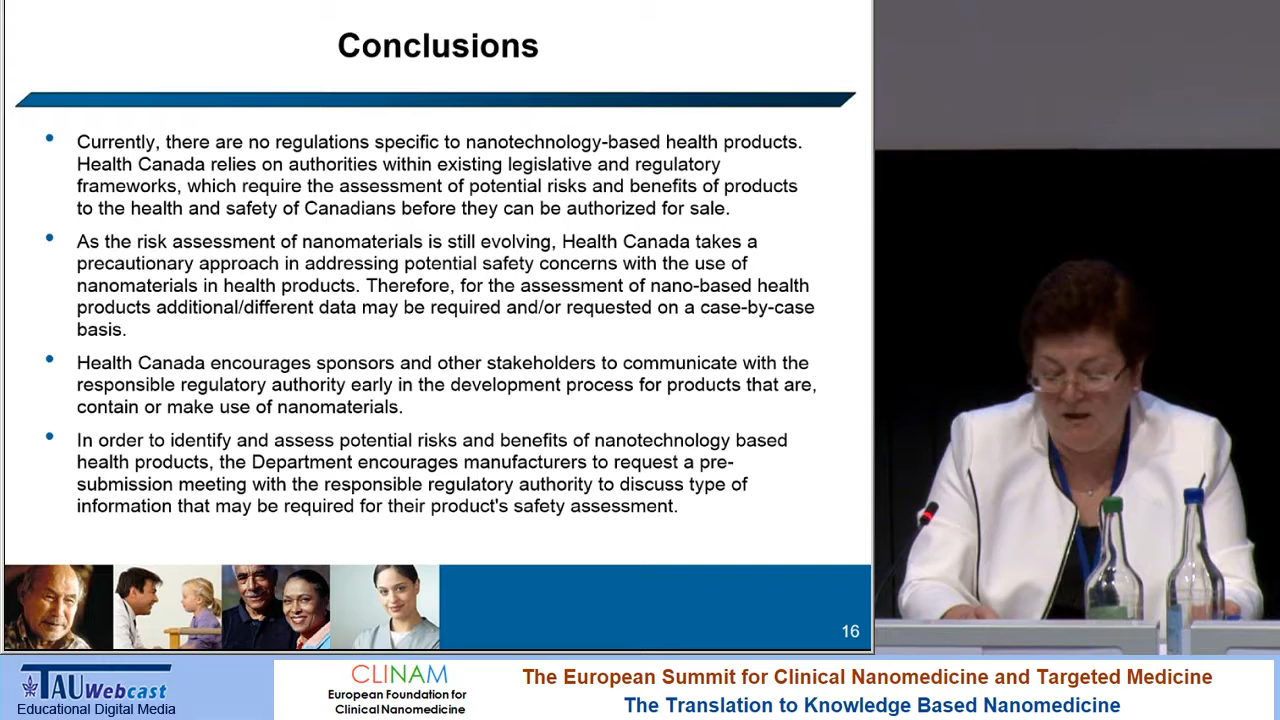 Conclusions
• Currently, there are no regulations specific to nanotechnology-based health products.
Health Canada relies on authorities within existing legislative and regulatory
frameworks, which require the assessment of potential risks and benefits of products
to the health and safety of Canadians before they can be authorized for sale.
• As the risk assessment of nanomaterials is still evolving, Health Canada takes a
precautionary approach in addressing potential safety concerns with the use of
nanomaterials in health products. Therefore, for the assessment of nano-based health
products additional/different data may be required and/or requested on a case-by-case
basis.
• Health Canada encourages sponsors and other stakeholders to communicate with the
responsible regulatory authority early in the development process for products that are,
contain or make use of nanomaterials.
• In order to identify and assess potential risks and benefits of nanotechnology based
health products, the Department encourages manufacturers to request a pre-
submission meeting with the responsible regulatory authority to discuss type of
information that may be required for their product's safety assessment.
16
TAU Webcast
Educational Digital Media
CLINAM
European Foundation for
Clinical Nanomedicine
The European Summit for Clinical Nanomedicine and Targeted Medicine
The Translation to Knowledge Based Nanomedicine